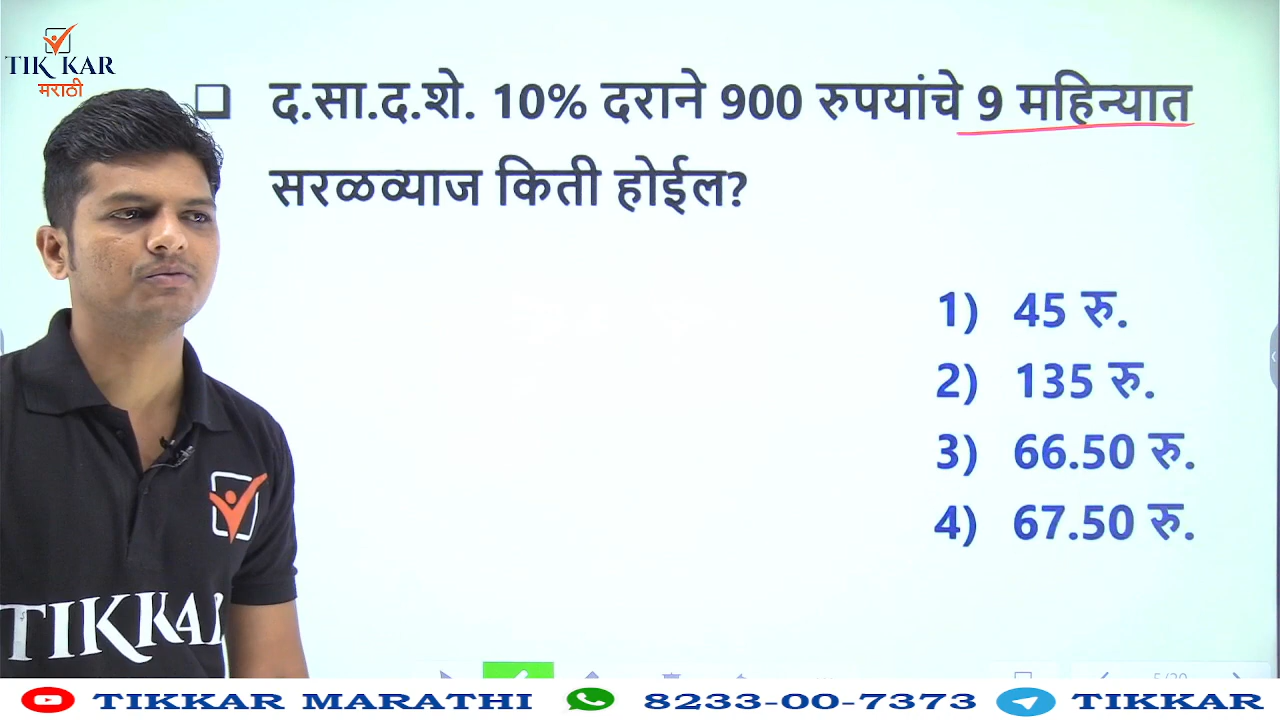 TIK KAR
मराठी
द.सा.द.शे. 10% दराने 900 रुपयांचे 9 महिन्यात
सरळव्याज किती होईल?
1) 45 रु.
2) 135 रु.
3) 66.50 रु.
4) 67.50 रु.
TIKKA
TIKKAR MARATHI 8233-00-7373 TIKKAR